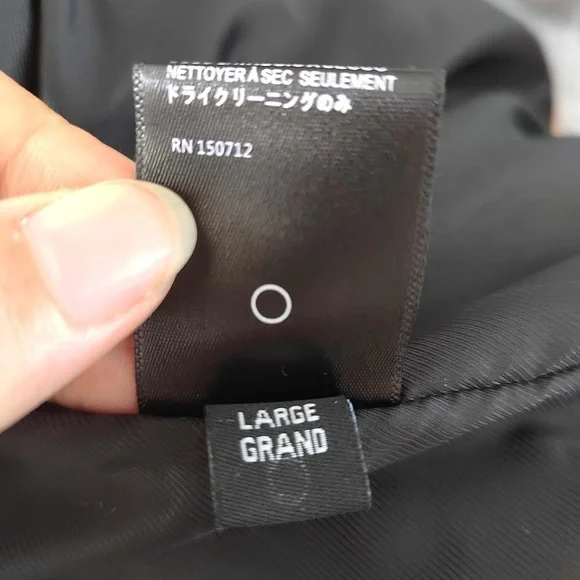 NETTOYER À SEC SEULEMENT
ドライクリーニングのみ
RN 150712
LARGE
GRAND